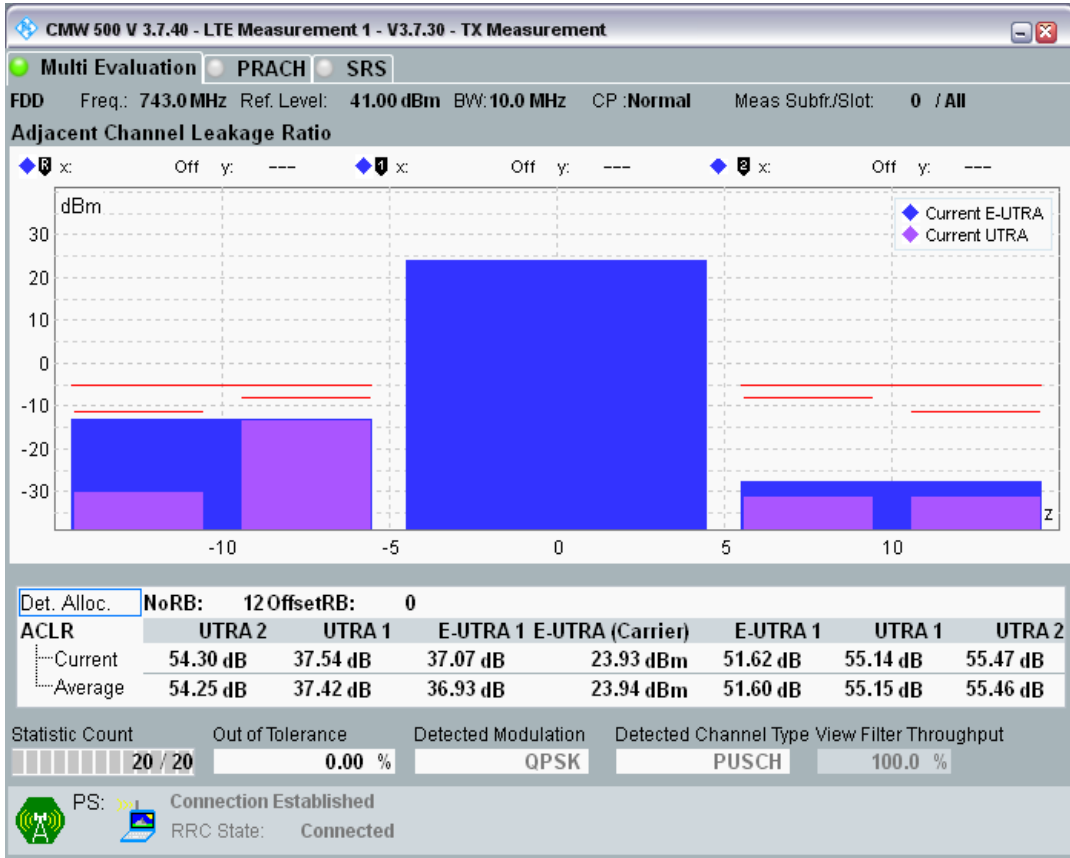 CMW 500 V 3.7.40 - LTE Measurement 1 - V3.7.30 - TX Measurement
Multi Evaluation PRACH SRS
FDD Freq.: 743.0 MHz Ref. Level: 41.00 dBm BW: 10.0 MHz CP :Normal Meas Subfr./Slot: 0 / All
Adjacent Channel Leakage Ratio
R x: Off y: --- 1 x: Off y: --- 2 x: Off y: ---
dBm
Current E-UTRA
Current UTRA
30
20
10
0
-10
-20
-30
z
-10 -5 0 5 10
Det. Alloc. NoRB: 12 OffsetRB: 0
ACLR UTRA 2 UTRA 1 E-UTRA 1 E-UTRA (Carrier) E-UTRA 1 UTRA 1 UTRA 2
Current 54.30 dB 37.54 dB 37.07 dB 23.93 dBm 51.62 dB 55.14 dB 55.47 dB
Average 54.25 dB 37.42 dB 36.93 dB 23.94 dBm 51.60 dB 55.15 dB 55.46 dB
Statistic Count Out of Tolerance Detected Modulation Detected Channel Type View Filter Throughput
20 / 20 0.00 % QPSK PUSCH 100.0 %
PS: Connection Established
RRC State: Connected